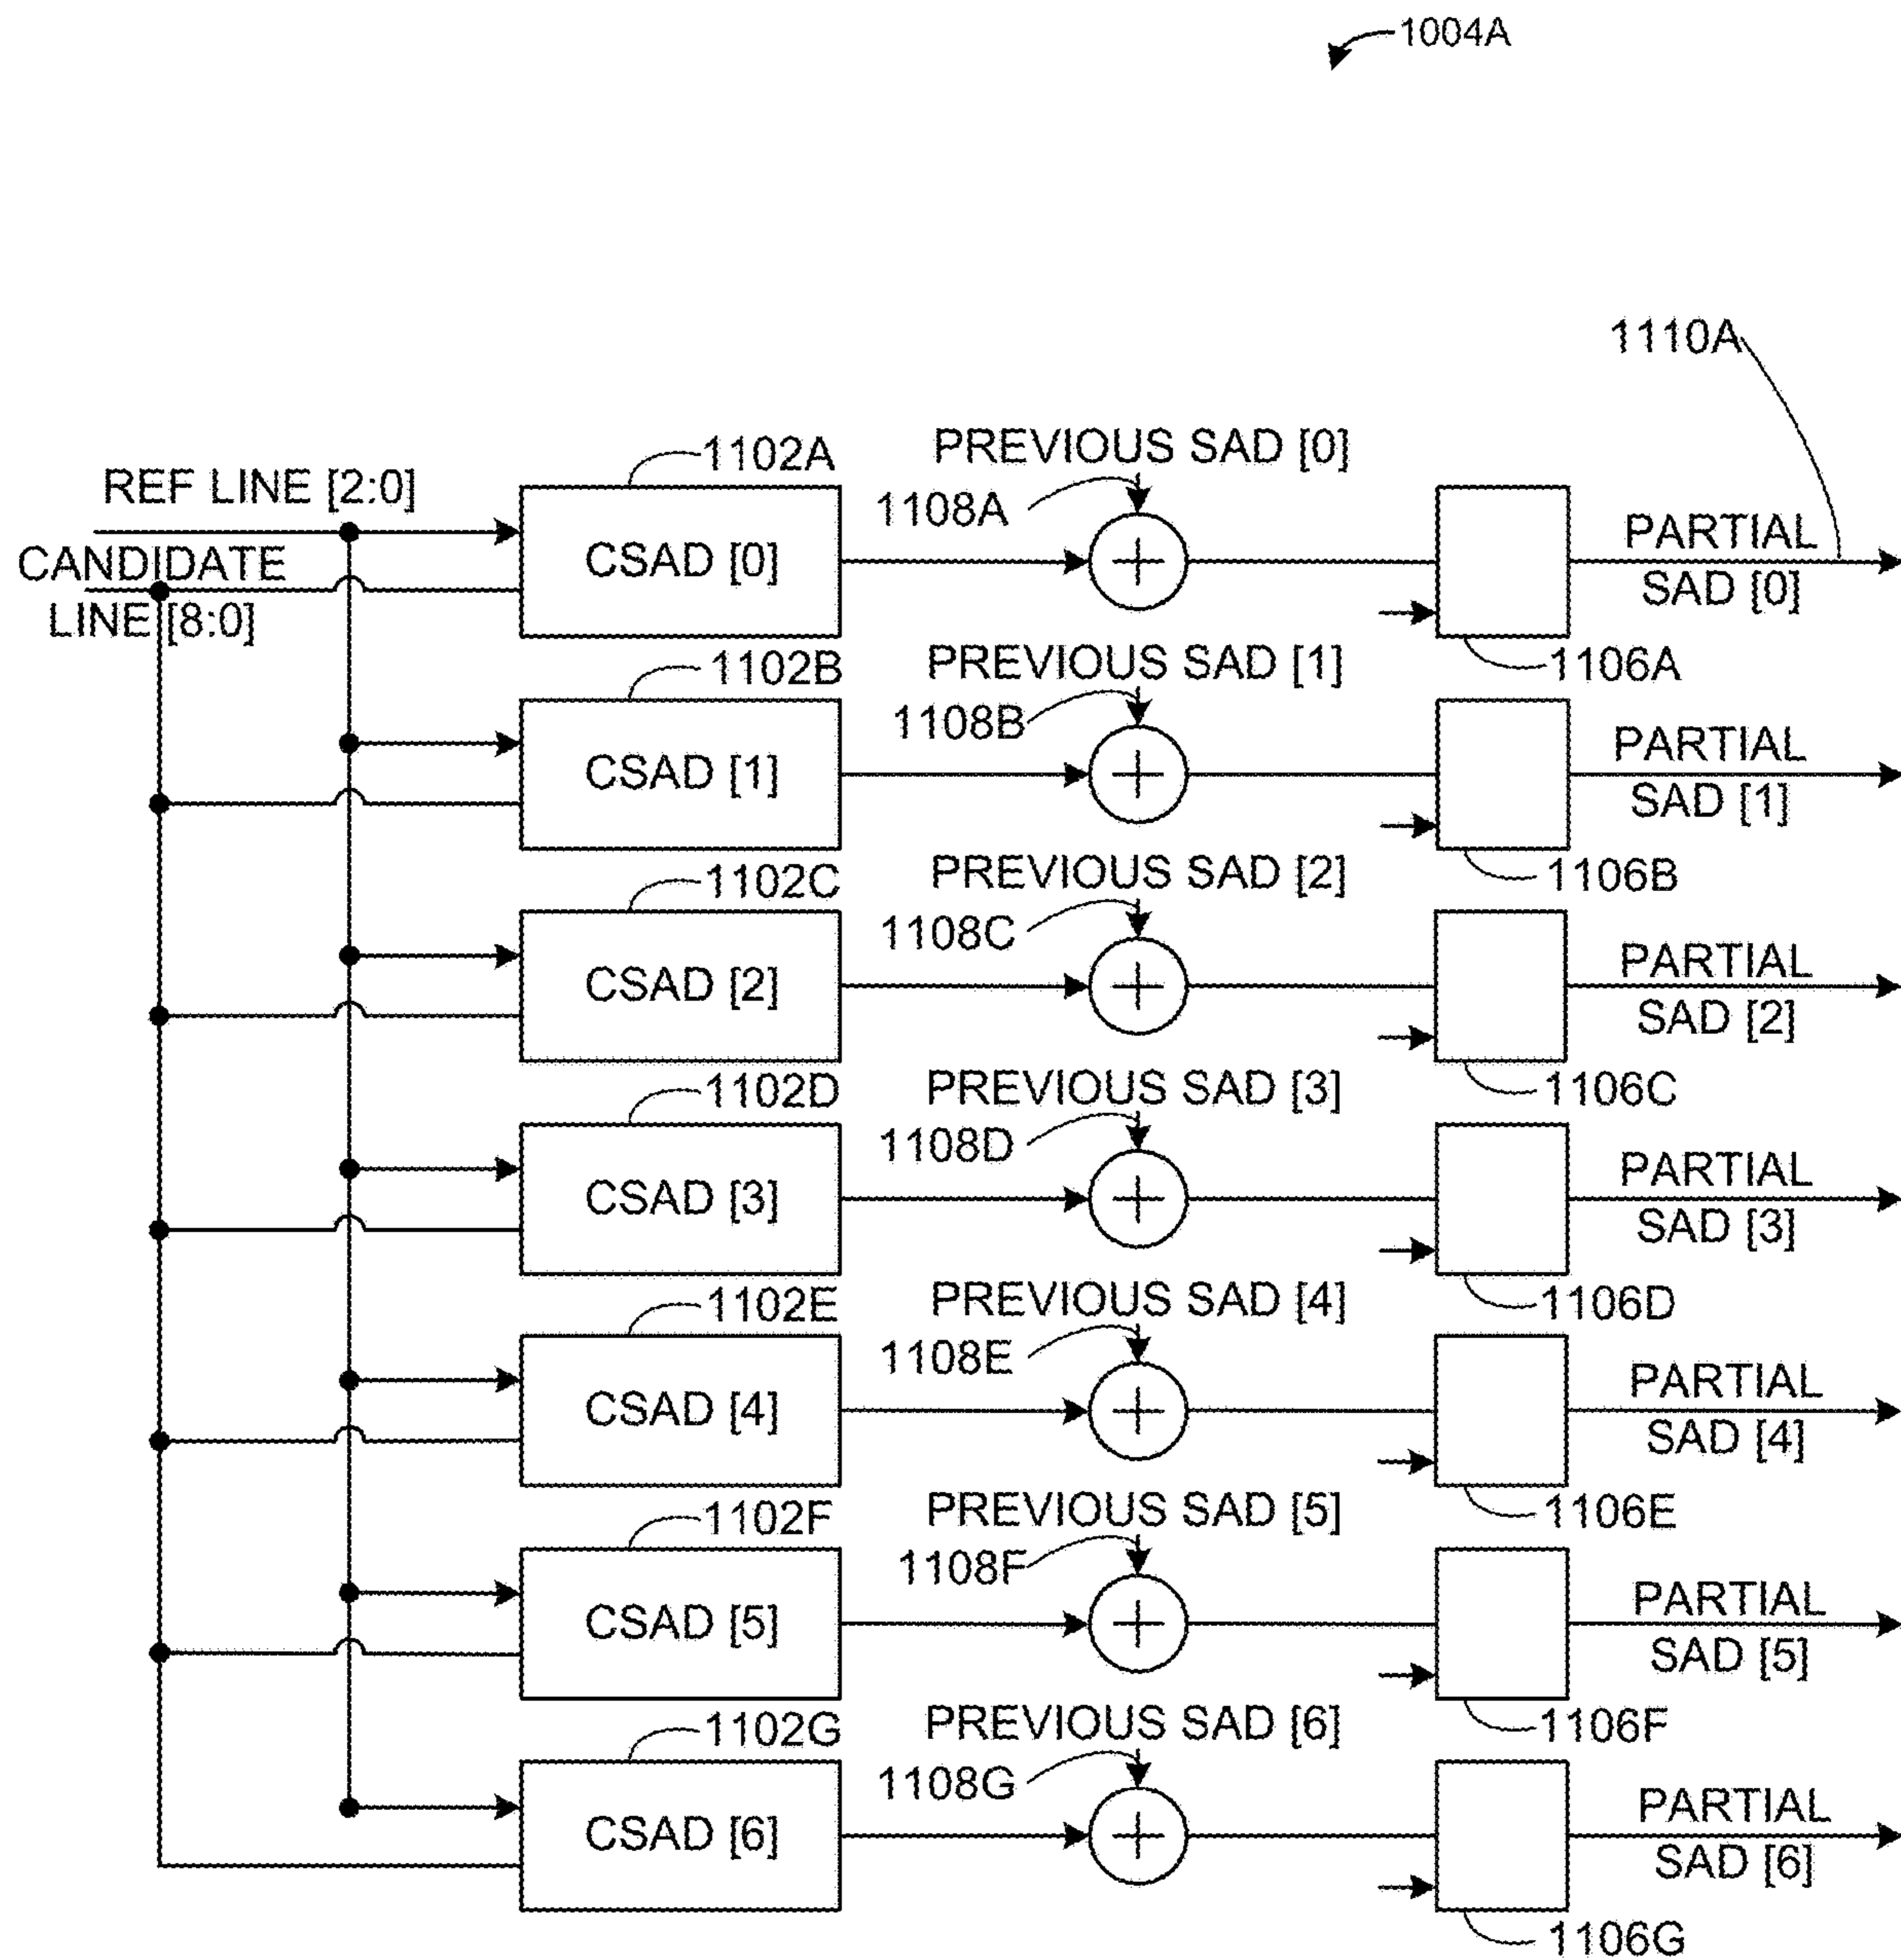 1004A
1110A
REF LINE [2:0]
CANDIDATE
LINE [8:0]
1102A
CSAD [0]
PREVIOUS SAD [0]
1108A
PARTIAL
SAD [0]
1106A
1102B
CSAD [1]
PREVIOUS SAD [1]
1108B
PARTIAL
SAD [1]
1106B
1102C
CSAD [2]
PREVIOUS SAD [2]
1108C
PARTIAL
SAD [2]
1106C
1102D
CSAD [3]
PREVIOUS SAD [3]
1108D
PARTIAL
SAD [3]
1106D
1102E
CSAD [4]
PREVIOUS SAD [4]
1108E
PARTIAL
SAD [4]
1106E
1102F
CSAD [5]
PREVIOUS SAD [5]
1108F
PARTIAL
SAD [5]
1106F
1102G
CSAD [6]
PREVIOUS SAD [6]
1108G
PARTIAL
SAD [6]
1106G